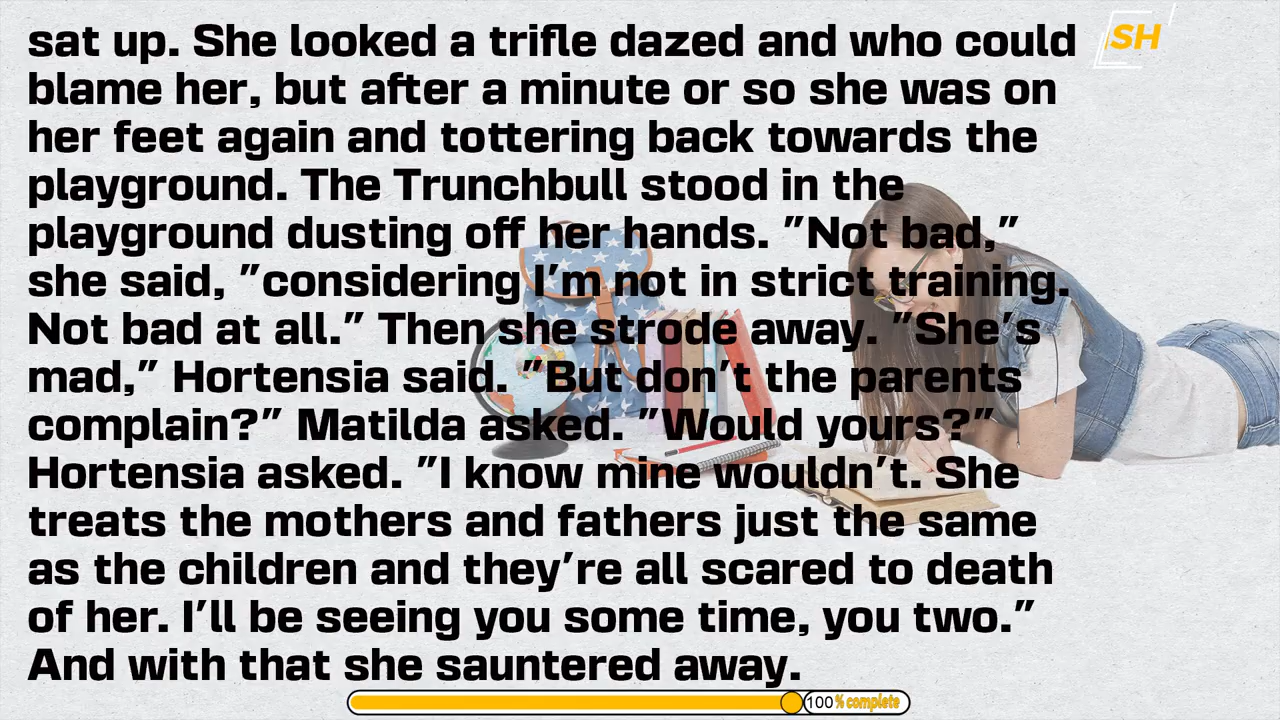 sat up. She looked a trifle dazed and who could
blame her, but after a minute or so she was on
her feet again and tottering back towards the
playground. The Trunchbull stood in the
playground dusting off her hands. "Not bad,"
she said, "considering I'm not in strict training.
Not bad at all." Then she strode away. "She's
mad," Hortensia said. "But don't the parents
complain?" Matilda asked. "Would yours?"
Hortensia asked. "I know mine wouldn't. She
treats the mothers and fathers just the same
as the children and they're all scared to death
of her. I'll be seeing you some time, you two."
And with that she sauntered away.
SH
100% complete